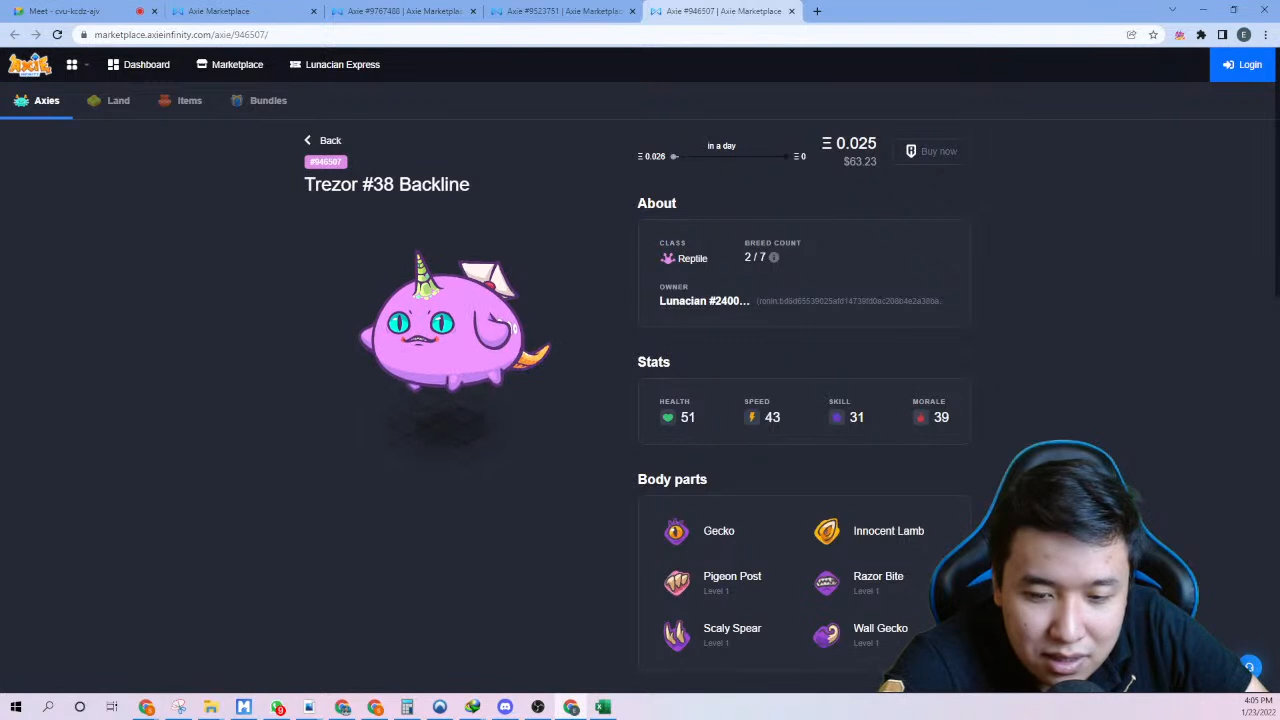 Meet - cvu-kcdz-ajv
Axie Marketplace
Axie #9767488 | Axie Marketplac
Axie #9523751 | Axie Marketplac
Axie #946507 | Axie Marketplace
marketplace.axieinfinity.com/axie/946507/
E
AXIE
Dashboard
Marketplace
Lunacian Express
Login
Axies
Land
Items
Bundles
Back
#946507
Trezor #38 Backline
Ξ 0.026
in a day
Ξ 0
Ξ 0.025
$63.23
Buy now
About
CLASS
Reptile
BREED COUNT
2 / 7
OWNER
Lunacian #2400...
Stats
HEALTH
51
SPEED
43
SKILL
31
MORALE
39
Body parts
Gecko
Innocent Lamb
Pigeon Post
Level 1
Razor Bite
Level 1
Scaly Spear
Level 1
Wall Gecko
Level 1
4:05 PM
1/23/2022